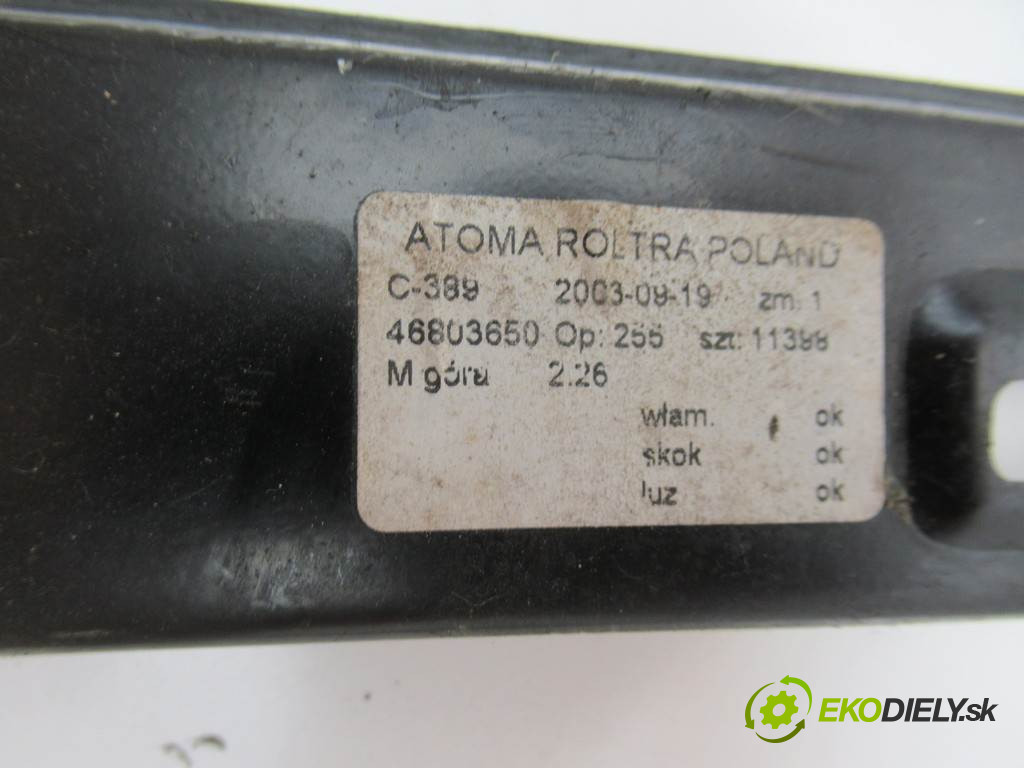 ATOMA ROLTRA POLAND
C-389 2003-09-19 zm. 1
46803650 Op: 255 szt: 11398
M góra 2.26
włam. ok
skok ok
luz ok
EKODIELY.sk